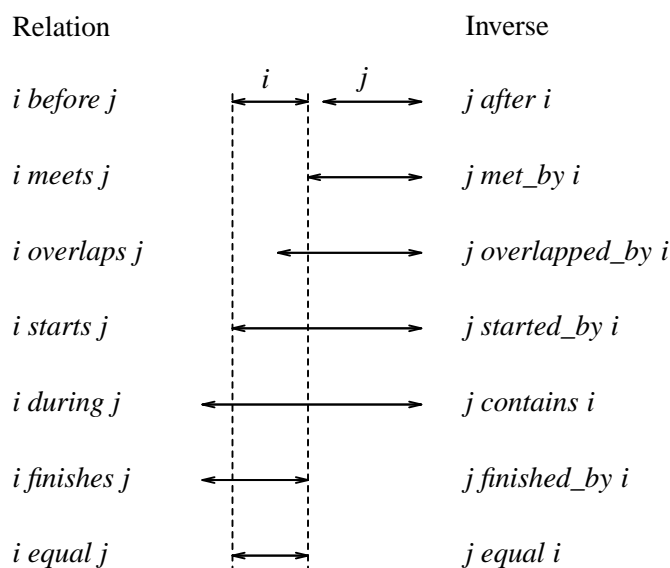 Relation Inverse
i j
i before j j after i
i meets j j met_by i
i overlaps j j overlapped_by i
i starts j j started_by i
i during j j contains i
i finishes j j finished_by i
i equal j j equal i